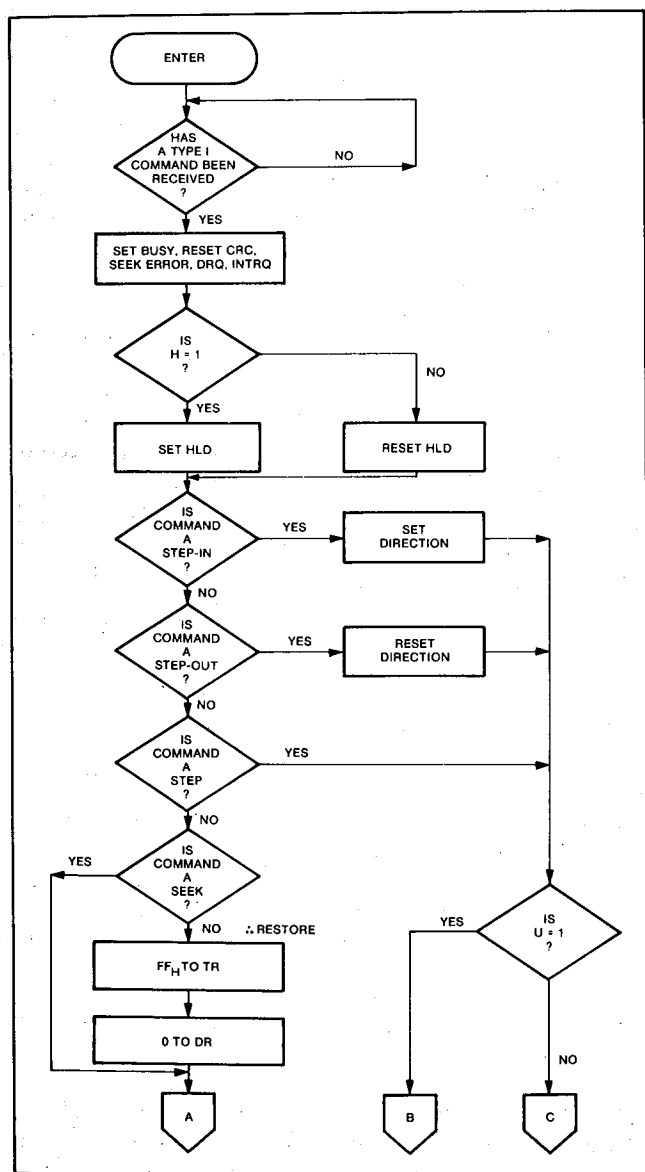 ENTER
HAS
A TYPE I
COMMAND BEEN
RECEIVED
?
NO
YES
SET BUSY, RESET CRC,
SEEK ERROR, DRQ, INTRQ
IS
H = 1
?
NO
YES
SET HLD
RESET HLD
IS
COMMAND
A
STEP-IN
?
YES
SET
DIRECTION
NO
IS
COMMAND
A
STEP-OUT
?
YES
RESET
DIRECTION
NO
IS
COMMAND
A
STEP
?
YES
NO
IS
COMMAND
A
SEEK
?
YES
NO ∴ RESTORE
FFH TO TR
0 TO DR
A
IS
U = 1
?
YES
NO
B
C